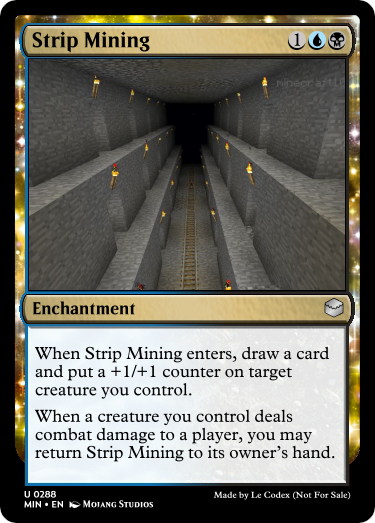 Strip Mining 1
minecraft
Enchantment
When Strip Mining enters, draw a card
and put a +1/+1 counter on target
creature you control.
When a creature you control deals
combat damage to a player, you may
return Strip Mining to its owner's hand.
U 0288
MIN • EN Mojang Studios
Made by Le Codex (Not For Sale)